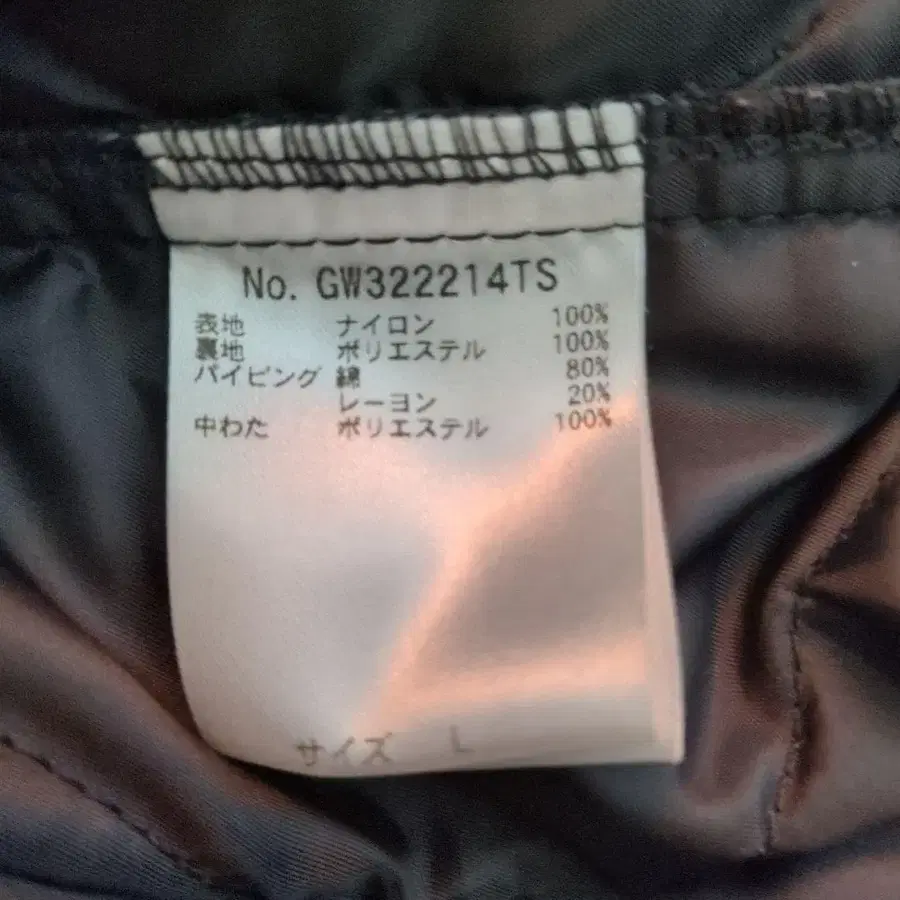 No. GW322214TS
表地 ナイロン 100%
裏地 ポリエステル 100%
パイピング 綿 80%
レーヨン 20%
中わた ポリエステル 100%
サイズ L